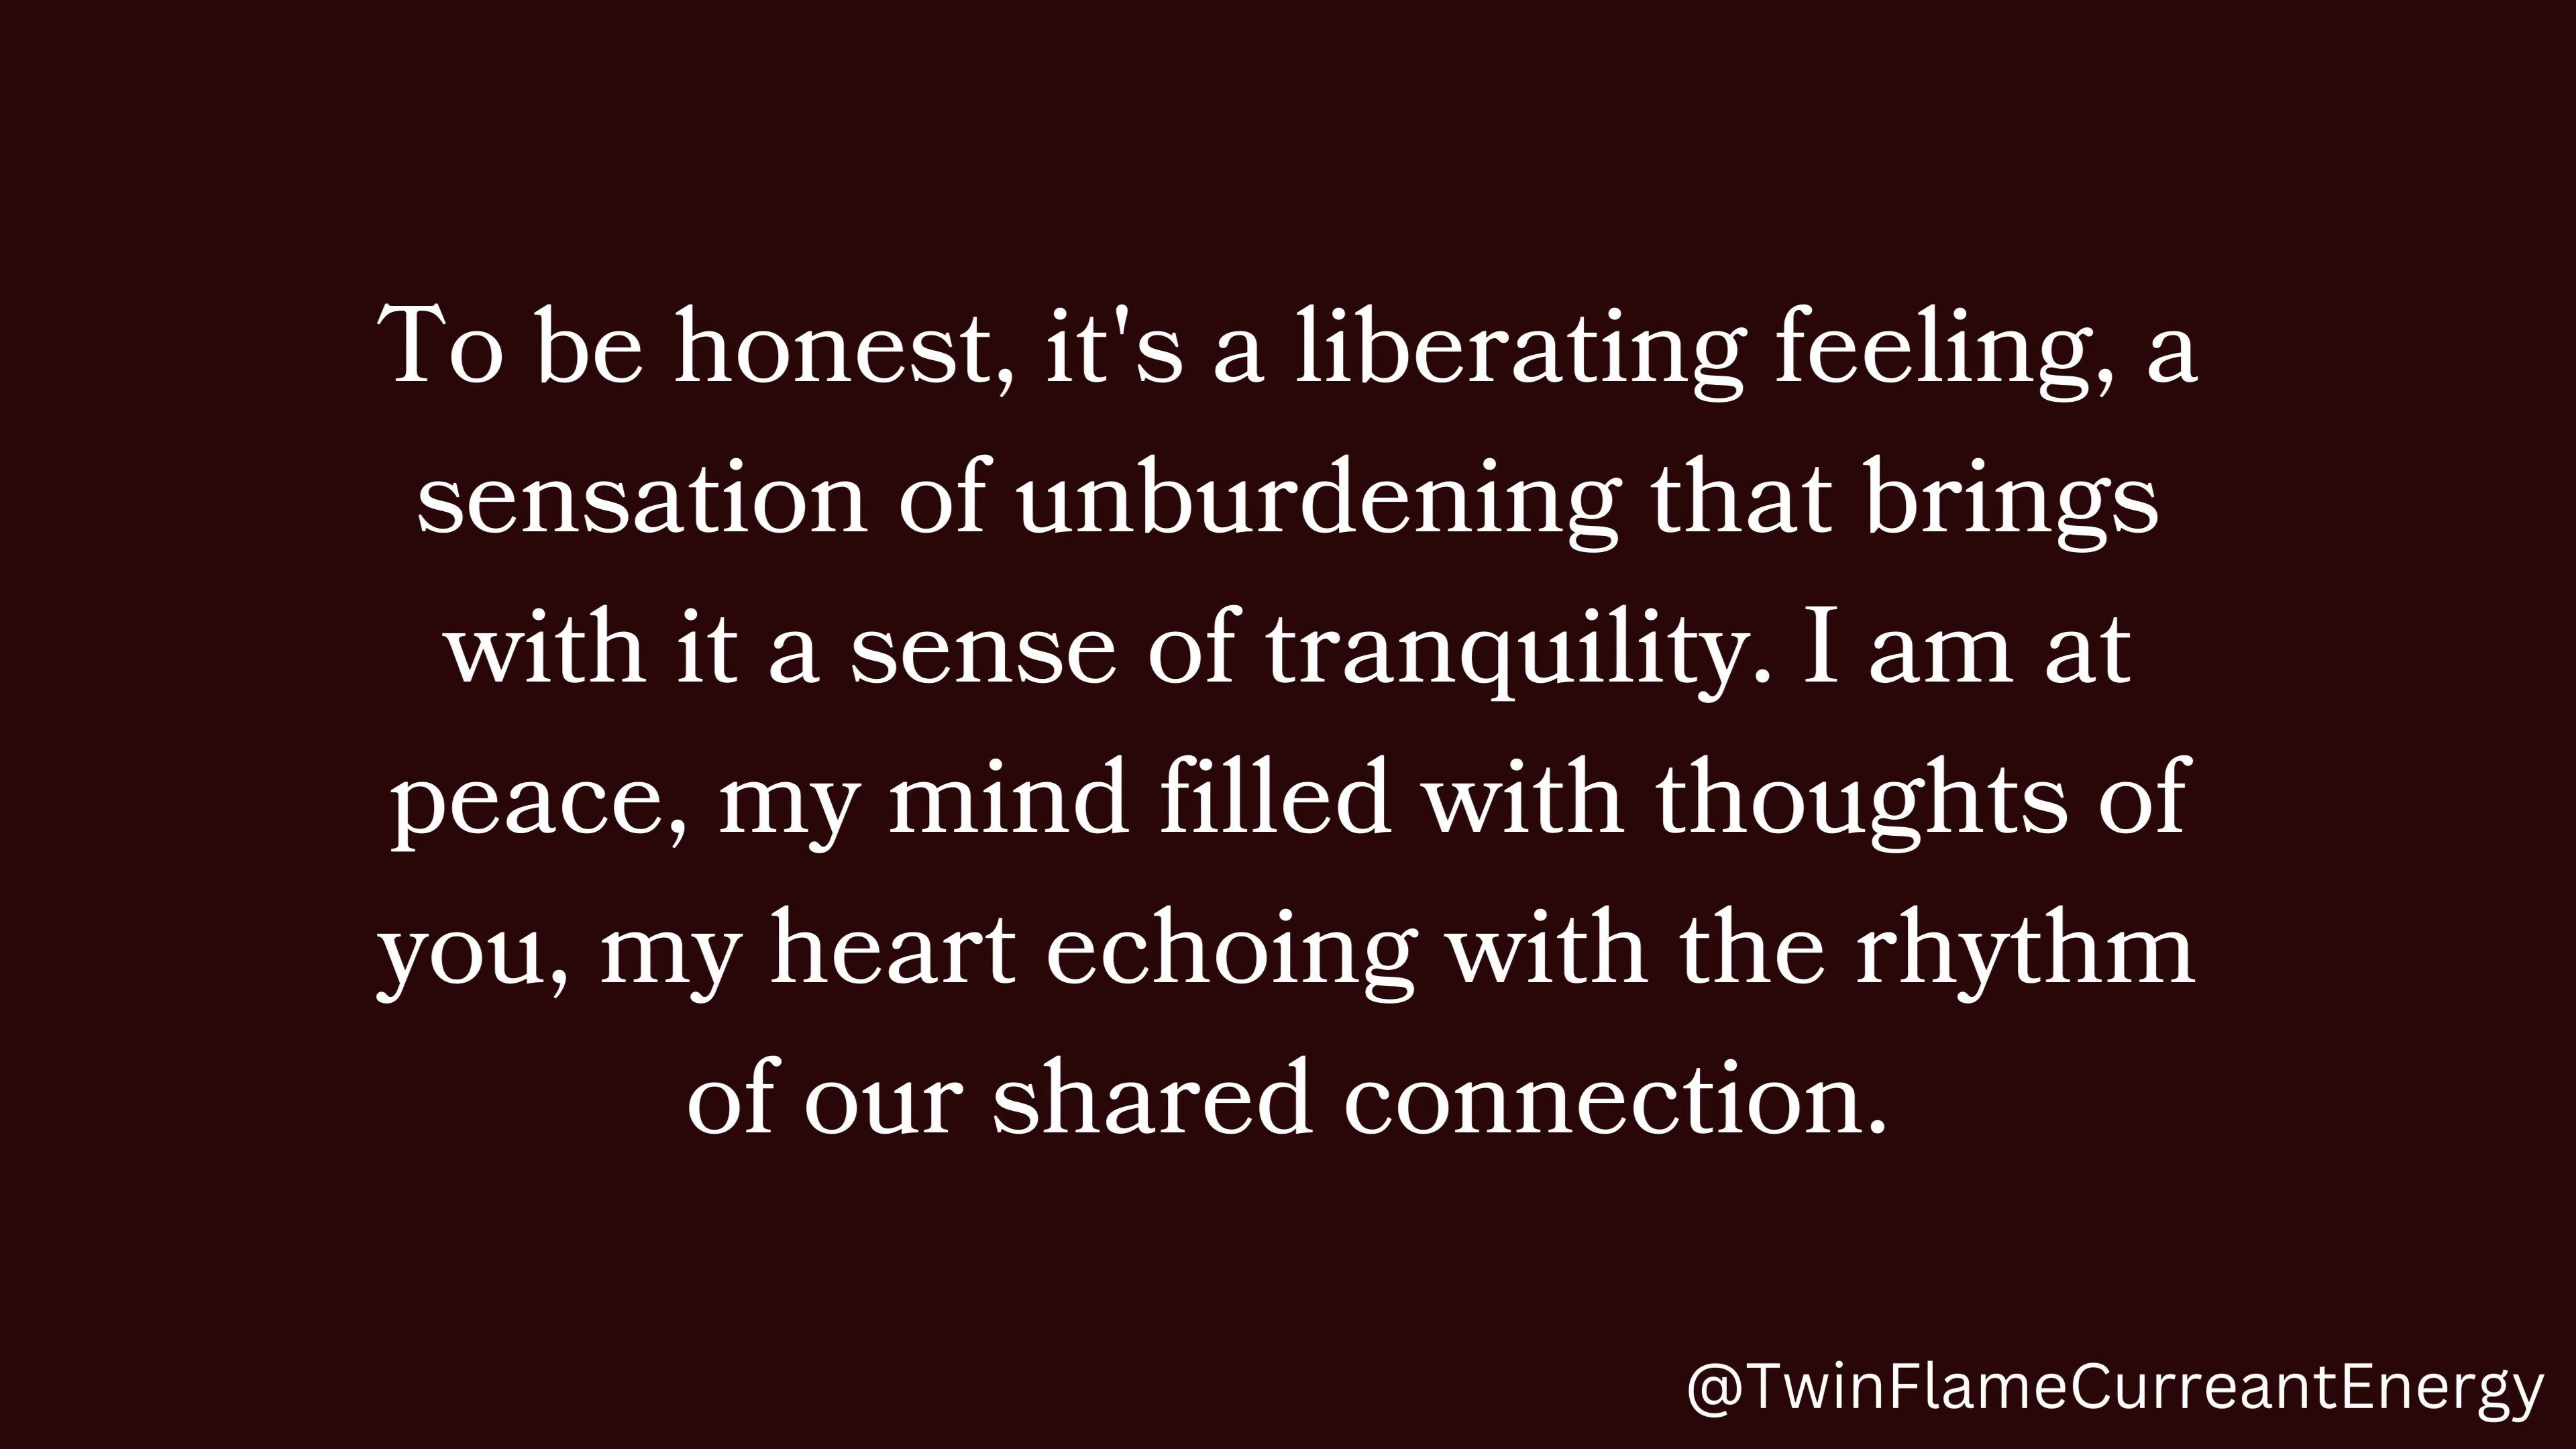 To be honest, it's a liberating feeling, a
sensation of unburdening that brings
with it a sense of tranquility. I am at
peace, my mind filled with thoughts of
you, my heart echoing with the rhythm
of our shared connection.
@TwinFlameCurreantEnergy